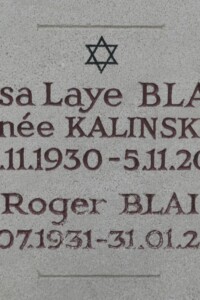 sa Laye BLA
née KALINSK
.11.1930-5.11.20
Roger BLAI
07.1931-31.01.2